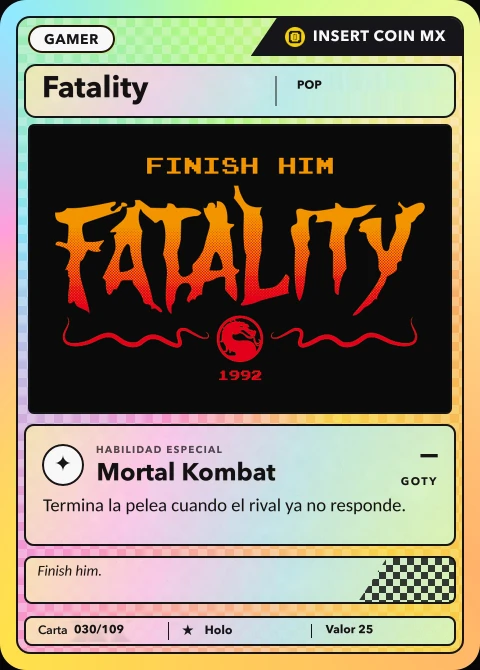 GAMER
INSERT COIN MX
Fatality
POP
FINISH HIM
FATALITY
1992
HABILIDAD ESPECIAL
Mortal Kombat
—
GOTY
Termina la pelea cuando el rival ya no responde.
Finish him.
Carta 030/109
★ Holo
Valor 25